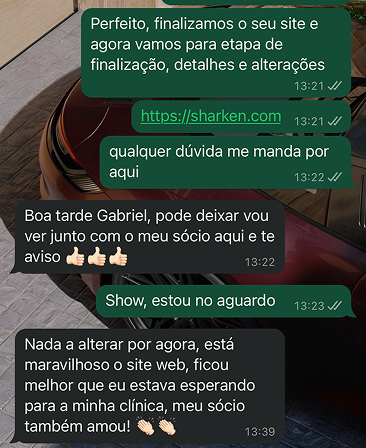 Perfeito, finalizamos o seu site e
agora vamos para etapa de
finalização, detalhes e alterações
13:21
https://sharken.com
13:21
qualquer dúvida me manda por
aqui
13:22
Boa tarde Gabriel, pode deixar vou
ver junto com o meu sócio aqui e te
aviso 👍🏻👍🏻👍🏻
13:22
Show, estou no aguardo
13:23
Nada a alterar por agora, está
maravilhoso o site web, ficou
melhor que eu estava esperando
para a minha clínica, meu sócio
também amou! 👏🏻👏🏻
13:39